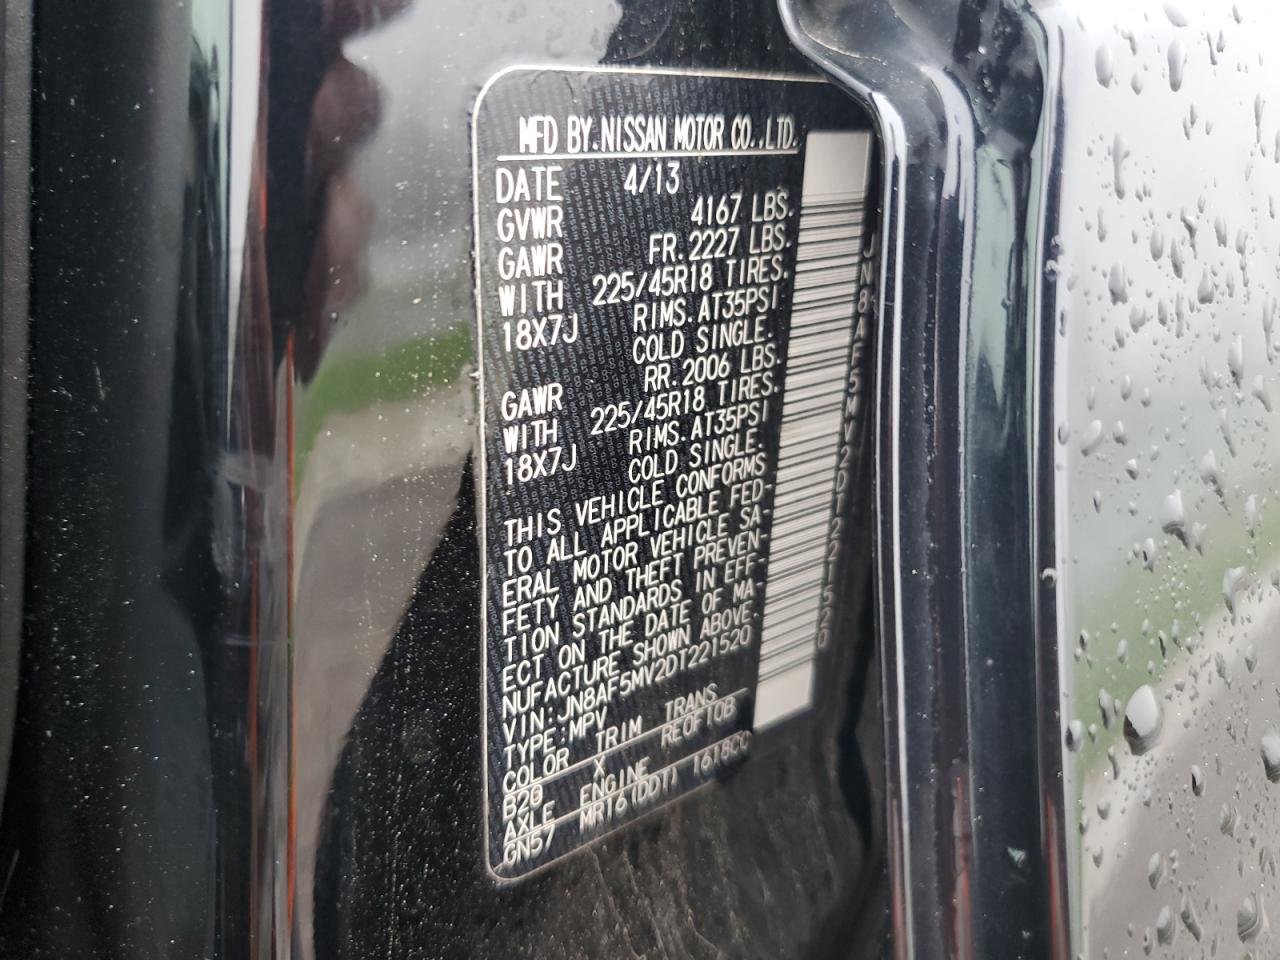 MFD BY.NISSAN MOTOR CO.,LTD.
DATE 4/13
GVWR 4167 LBS.
GAWR FR.2227 LBS.
WITH 225/45R18 TIRES.
18X7J RIMS.AT35PSI
COLD SINGLE.
GAWR RR.2006 LBS.
WITH 225/45R18 TIRES.
18X7J RIMS.AT35PSI
COLD SINGLE.
THIS VEHICLE CONFORMS
TO ALL APPLICABLE FED-
ERAL MOTOR VEHICLE SA-
FETY AND THEFT PREVEN-
TION STANDARDS IN EFF-
ECT ON THE DATE OF MA-
NUFACTURE SHOWN ABOVE.
VIN:JN8AF5MV2DT221520
TYPE:MPV
COLOR TRIM TRANS
B20 X RE0F10B
AXLE ENGINE
GN57 MR16(DDT) 1618CC
JN8AF5MV2DT221520